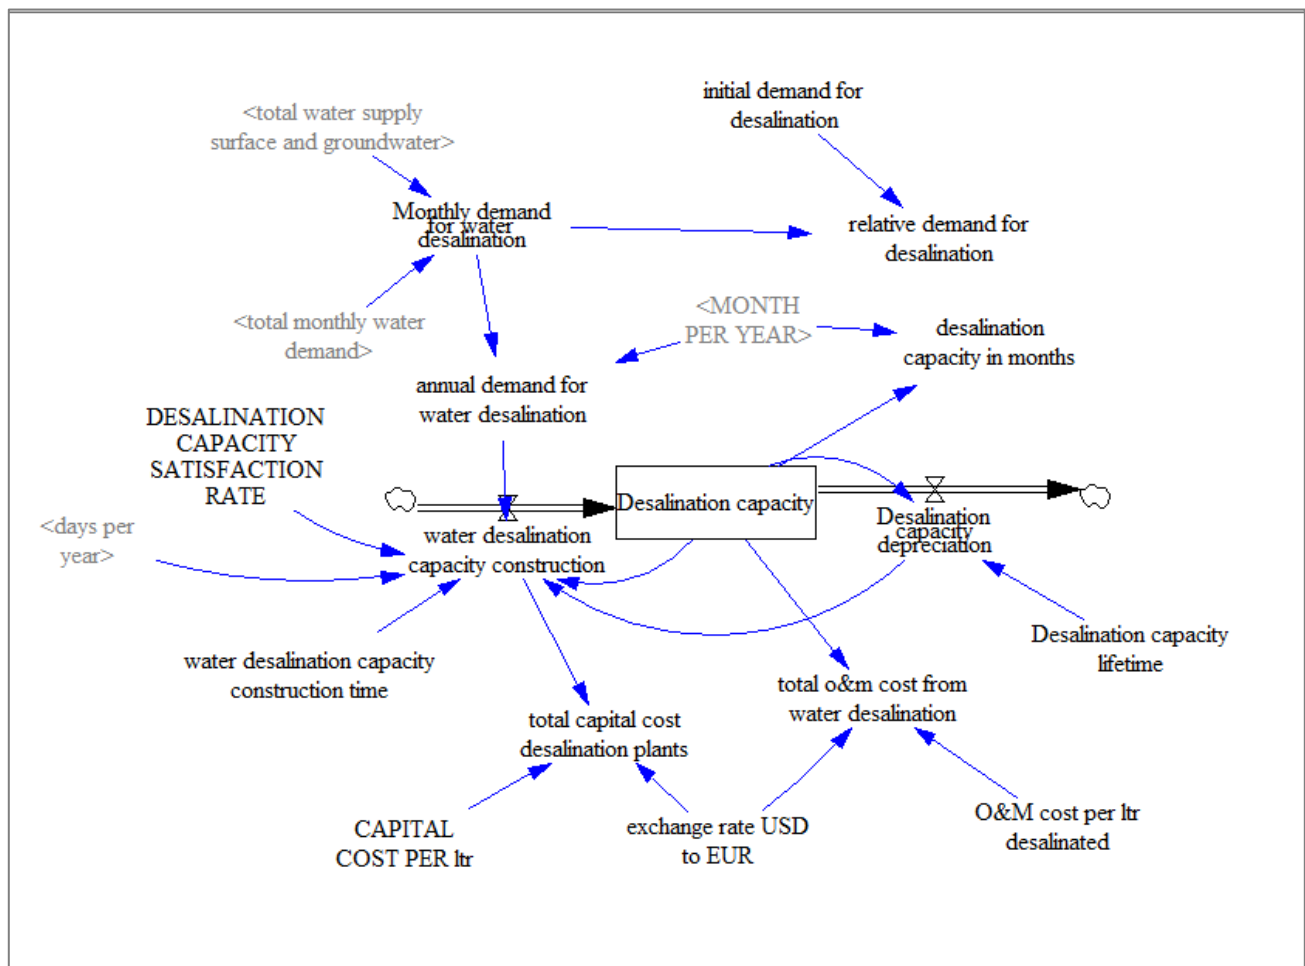 initial demand for
desalination
<total water supply
surface and groundwater>
Monthly demand
for water
desalination
relative demand for
desalination
<total monthly water
demand>
<MONTH
PER YEAR>
desalination
capacity in months
annual demand for
water desalination
DESALINATION
CAPACITY
SATISFACTION
RATE
Desalination capacity
<days per
year>
water desalination
capacity construction
Desalination
capacity
depreciation
water desalination capacity
construction time
Desalination capacity
lifetime
total o&m cost from
water desalination
total capital cost
desalination plants
CAPITAL
COST PER ltr
exchange rate USD
to EUR
O&M cost per ltr
desalinated